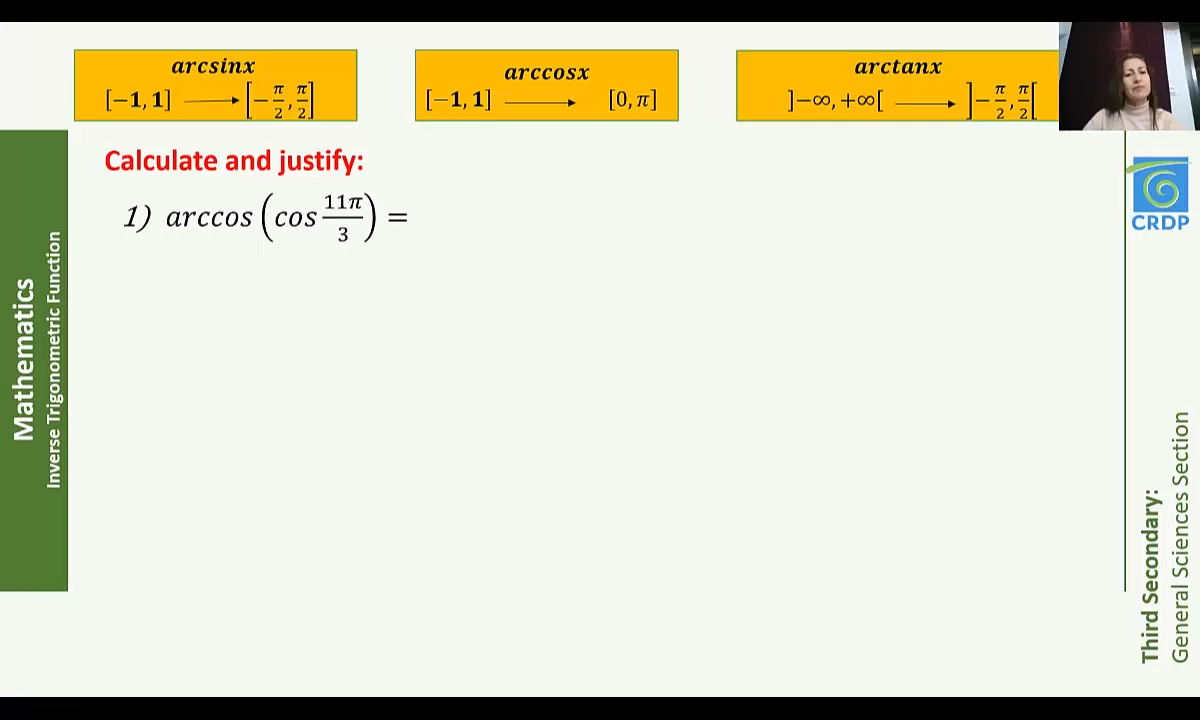 arcsinx
[−1, 1] ⟶ [−π/2, π/2]
arccosx
[−1, 1] ⟶ [0, π]
arctanx
]−∞, +∞[ ⟶ ]−π/2, π/2[
Calculate and justify:
1) arccos (cos 11π/3) =
Mathematics
Inverse Trigonometric Function
CRDP
Third Secondary:
General Sciences Section